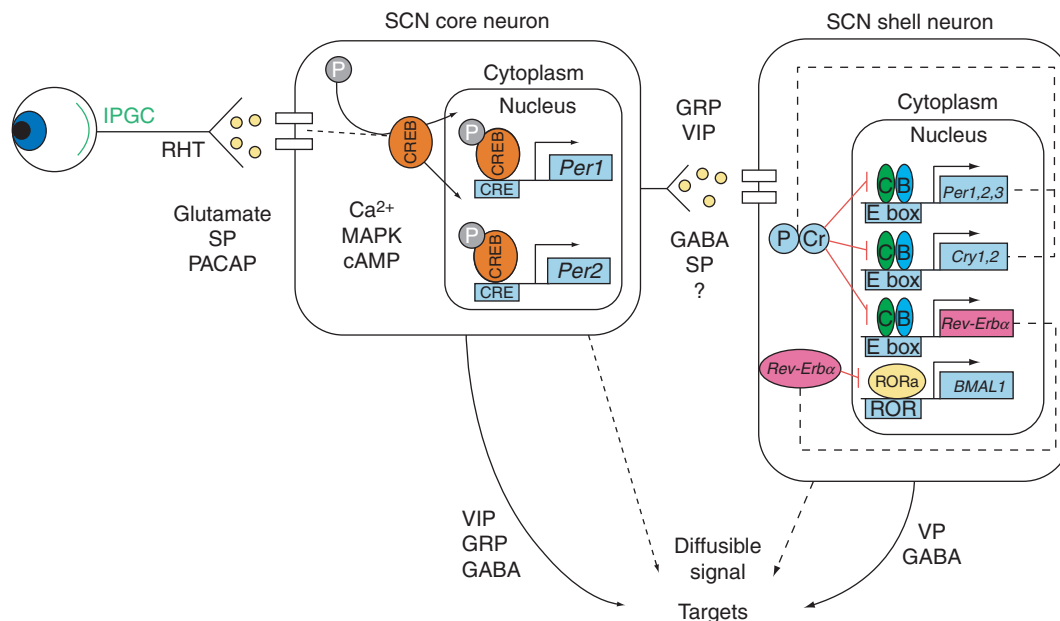 SCN core neuron
SCN shell neuron
IPGC
RHT
Glutamate
SP
PACAP
P
Cytoplasm
Nucleus
CREB
Ca²⁺
MAPK
cAMP
P
CREB
CRE
Per1
P
CREB
CRE
Per2
GRP
VIP
GABA
SP
?
Cytoplasm
Nucleus
P Cr
C B
E box
Per1,2,3
C B
E box
Cry1,2
C B
E box
Rev-Erbα
Rev-Erbα
RORa
ROR
BMAL1
VIP
GRP
GABA
Diffusible
signal
Targets
VP
GABA